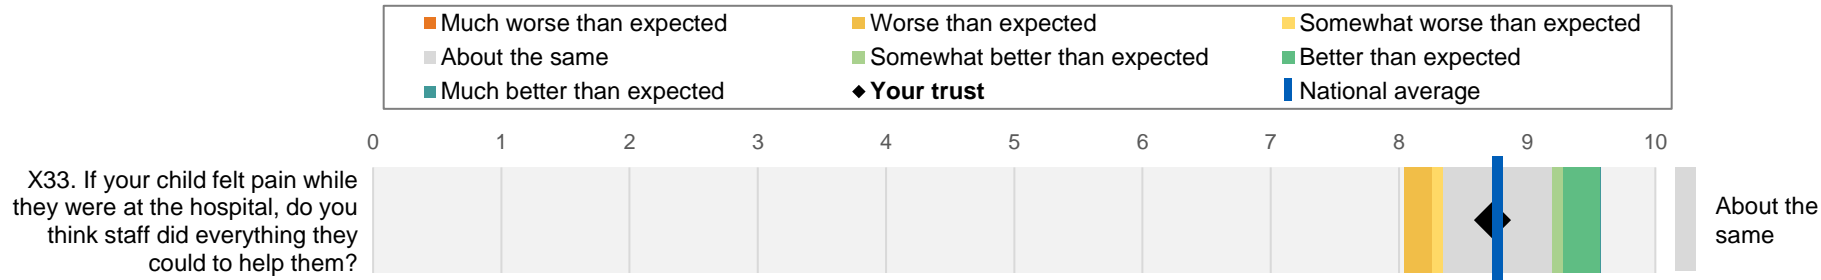 Much worse than expected
Worse than expected
Somewhat worse than expected
About the same
Somewhat better than expected
Better than expected
Much better than expected
Your trust
National average
0 1 2 3 4 5 6 7 8 9 10
X33. If your child felt pain while
they were at the hospital, do you
think staff did everything they
could to help them?
About the
same